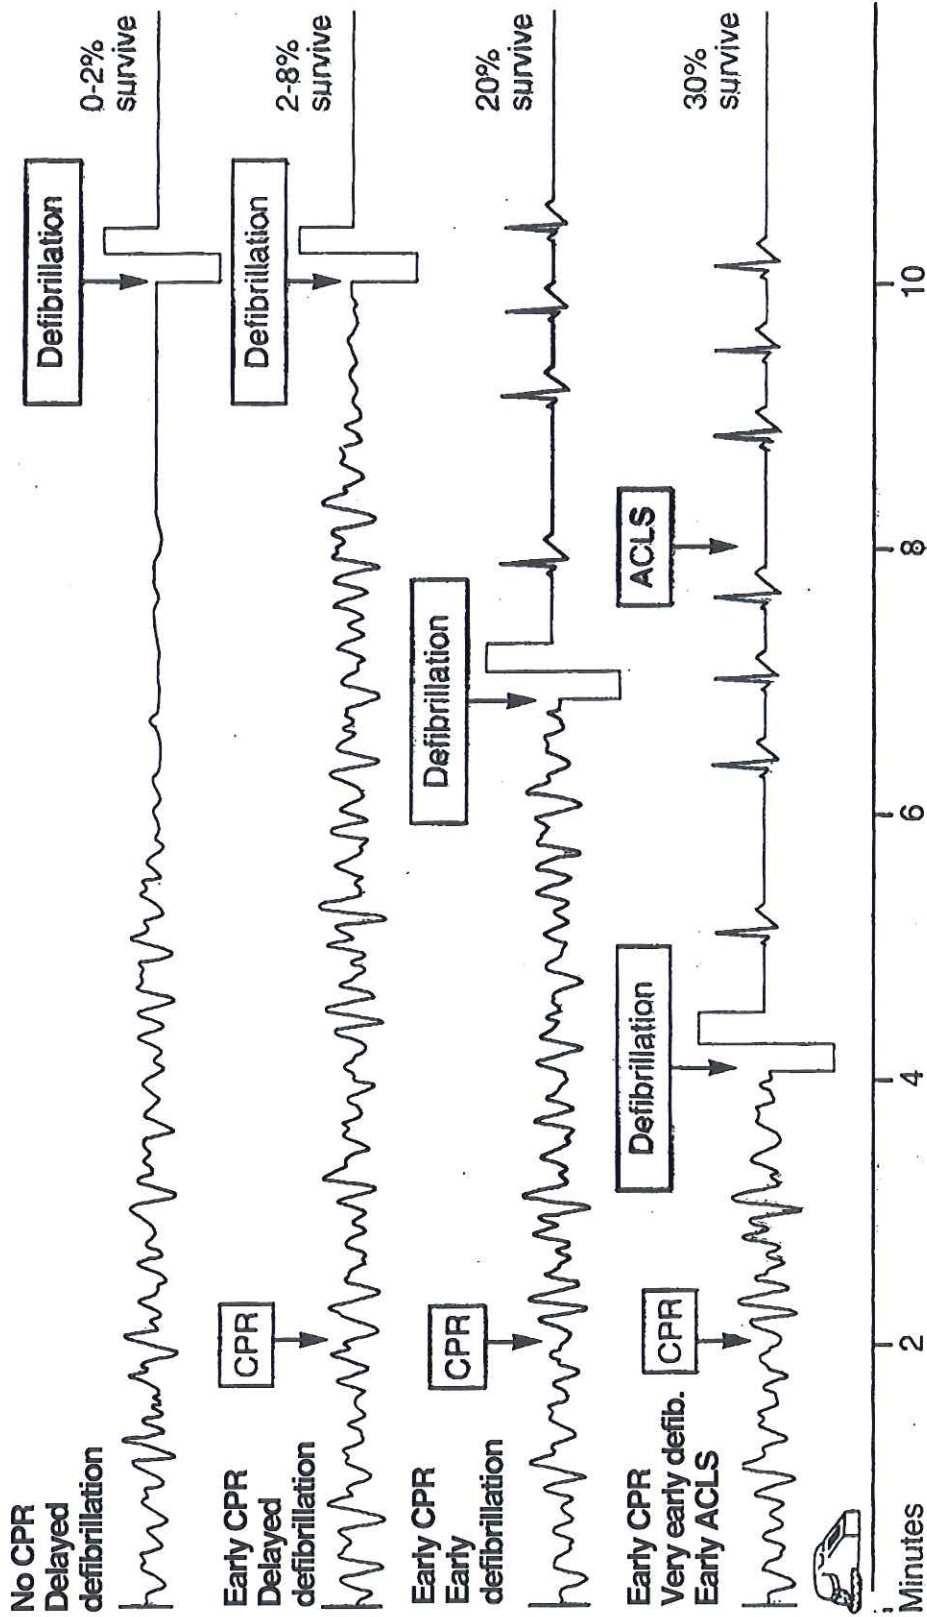 No CPR
Delayed
defibrillation
Defibrillation
0-2%
survive
Early CPR
Delayed
defibrillation
CPR
Defibrillation
2-8%
survive
Early CPR
Early
defibrillation
CPR
Defibrillation
20%
survive
Early CPR
Very early defib.
Early ACLS
CPR
Defibrillation
ACLS
30%
survive
Minutes
2
4
6
8
10